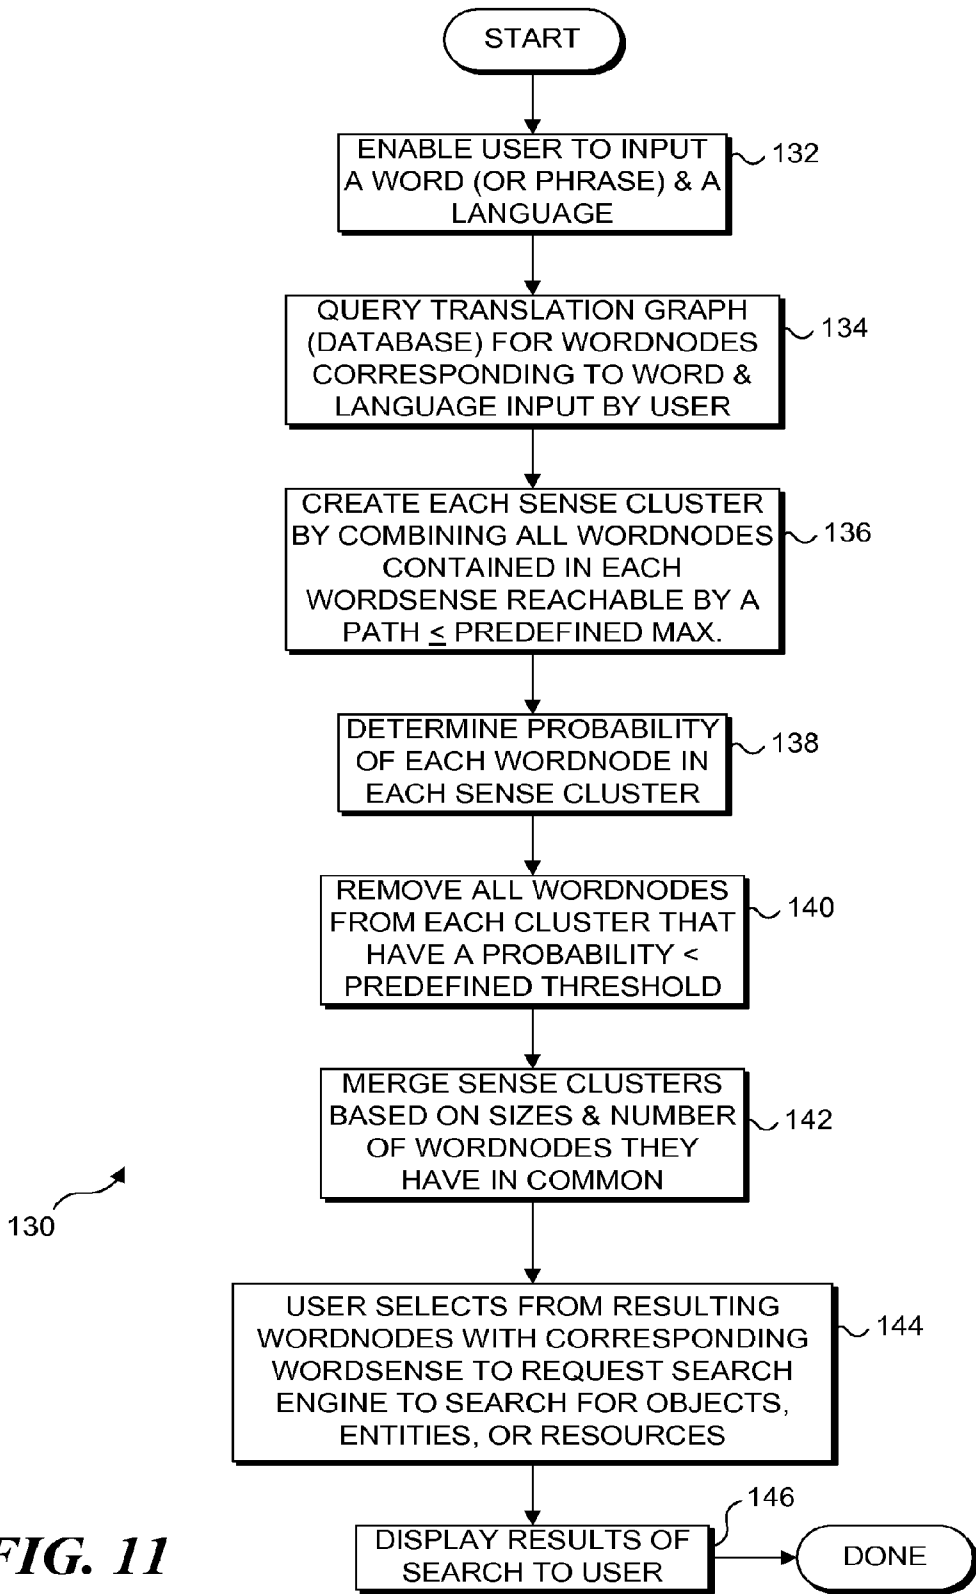 START
ENABLE USER TO INPUT
A WORD (OR PHRASE) & A
LANGUAGE
132
QUERY TRANSLATION GRAPH
(DATABASE) FOR WORDNODES
CORRESPONDING TO WORD &
LANGUAGE INPUT BY USER
134
CREATE EACH SENSE CLUSTER
BY COMBINING ALL WORDNODES
CONTAINED IN EACH
WORDSENSE REACHABLE BY A
PATH ≤ PREDEFINED MAX.
136
DETERMINE PROBABILITY
OF EACH WORDNODE IN
EACH SENSE CLUSTER
138
REMOVE ALL WORDNODES
FROM EACH CLUSTER THAT
HAVE A PROBABILITY <
PREDEFINED THRESHOLD
140
MERGE SENSE CLUSTERS
BASED ON SIZES & NUMBER
OF WORDNODES THEY
HAVE IN COMMON
142
130
USER SELECTS FROM RESULTING
WORDNODES WITH CORRESPONDING
WORDSENSE TO REQUEST SEARCH
ENGINE TO SEARCH FOR OBJECTS,
ENTITIES, OR RESOURCES
144
DISPLAY RESULTS OF
SEARCH TO USER
146
DONE
FIG. 11